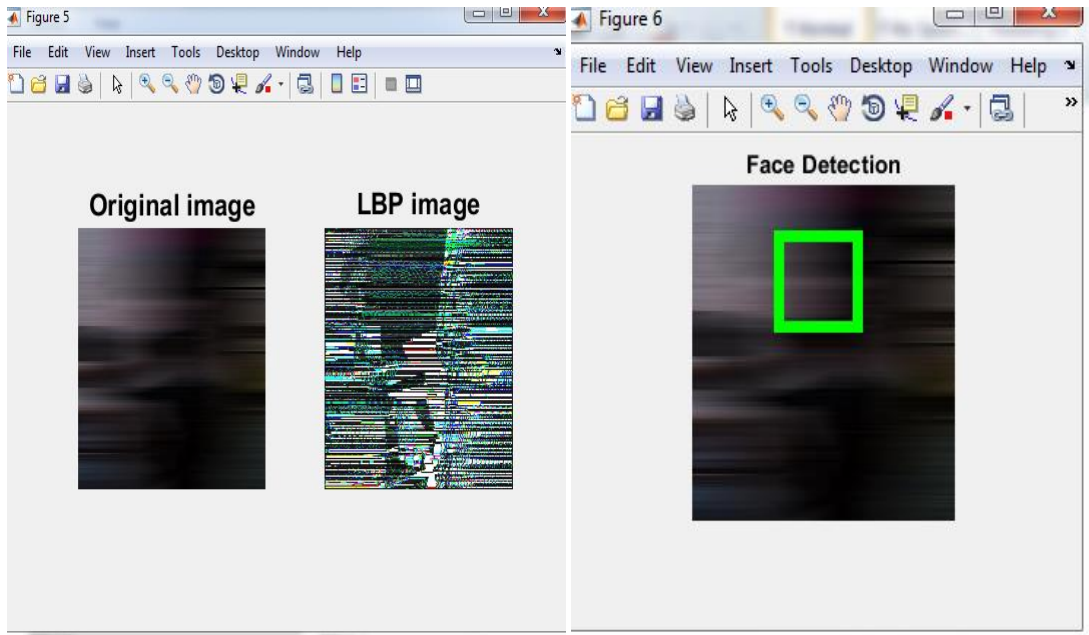 Figure 5
File Edit View Insert Tools Desktop Window Help
Original image
LBP image
Figure 6
File Edit View Insert Tools Desktop Window Help
Face Detection